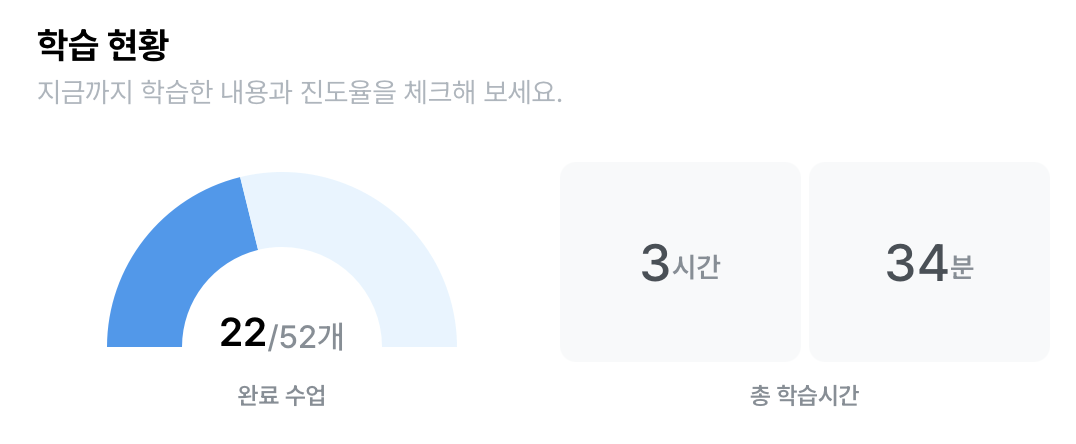 학습 현황
지금까지 학습한 내용과 진도율을 체크해 보세요.
22/52개
완료 수업
3시간
34분
총 학습시간